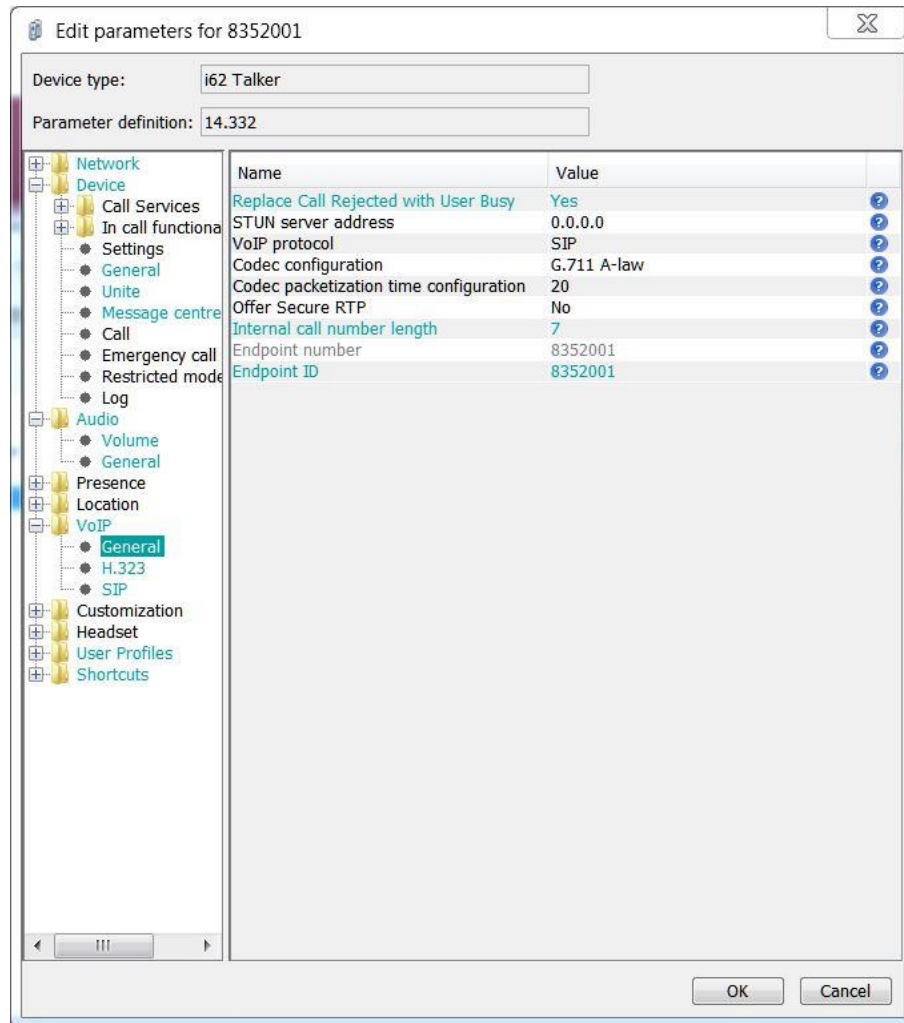 Edit parameters for 8352001
Device type: i62 Talker
Parameter definition: 14.332
Network
Device
Call Services
In call functiona
Settings
General
Unite
Message centre
Call
Emergency call
Restricted mode
Log
Audio
Volume
General
Presence
Location
VoIP
General
H.323
SIP
Customization
Headset
User Profiles
Shortcuts
Name Value
Replace Call Rejected with User Busy Yes
STUN server address 0.0.0.0
VoIP protocol SIP
Codec configuration G.711 A-law
Codec packetization time configuration 20
Offer Secure RTP No
Internal call number length 7
Endpoint number 8352001
Endpoint ID 8352001
OK Cancel